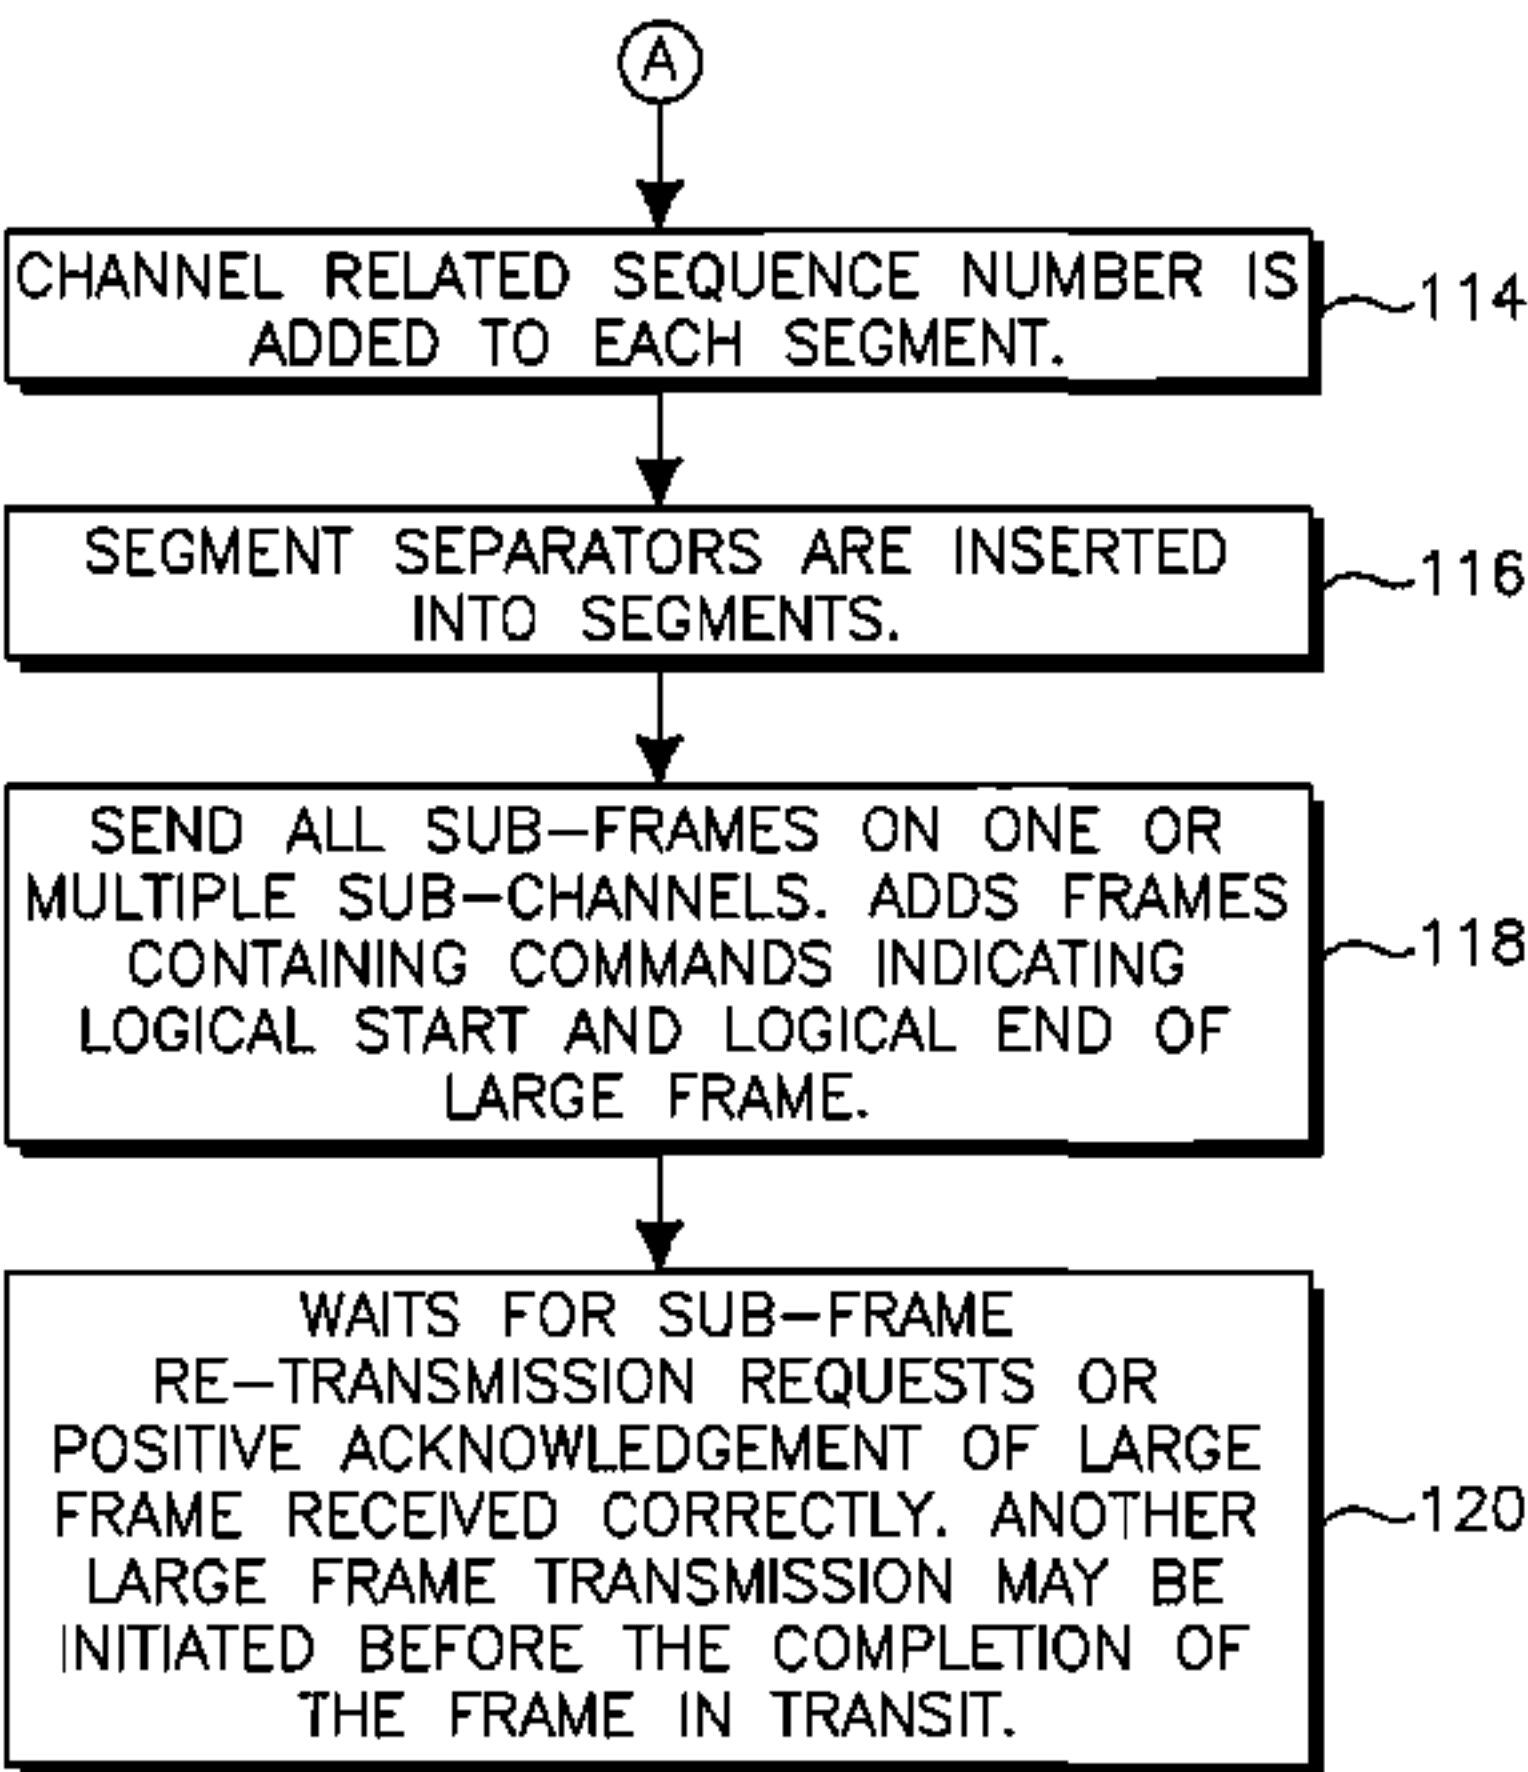 A
CHANNEL RELATED SEQUENCE NUMBER IS
ADDED TO EACH SEGMENT.
114
SEGMENT SEPARATORS ARE INSERTED
INTO SEGMENTS.
116
SEND ALL SUB-FRAMES ON ONE OR
MULTIPLE SUB-CHANNELS. ADDS FRAMES
CONTAINING COMMANDS INDICATING
LOGICAL START AND LOGICAL END OF
LARGE FRAME.
118
WAITS FOR SUB-FRAME
RE-TRANSMISSION REQUESTS OR
POSITIVE ACKNOWLEDGEMENT OF LARGE
FRAME RECEIVED CORRECTLY. ANOTHER
LARGE FRAME TRANSMISSION MAY BE
INITIATED BEFORE THE COMPLETION OF
THE FRAME IN TRANSIT.
120